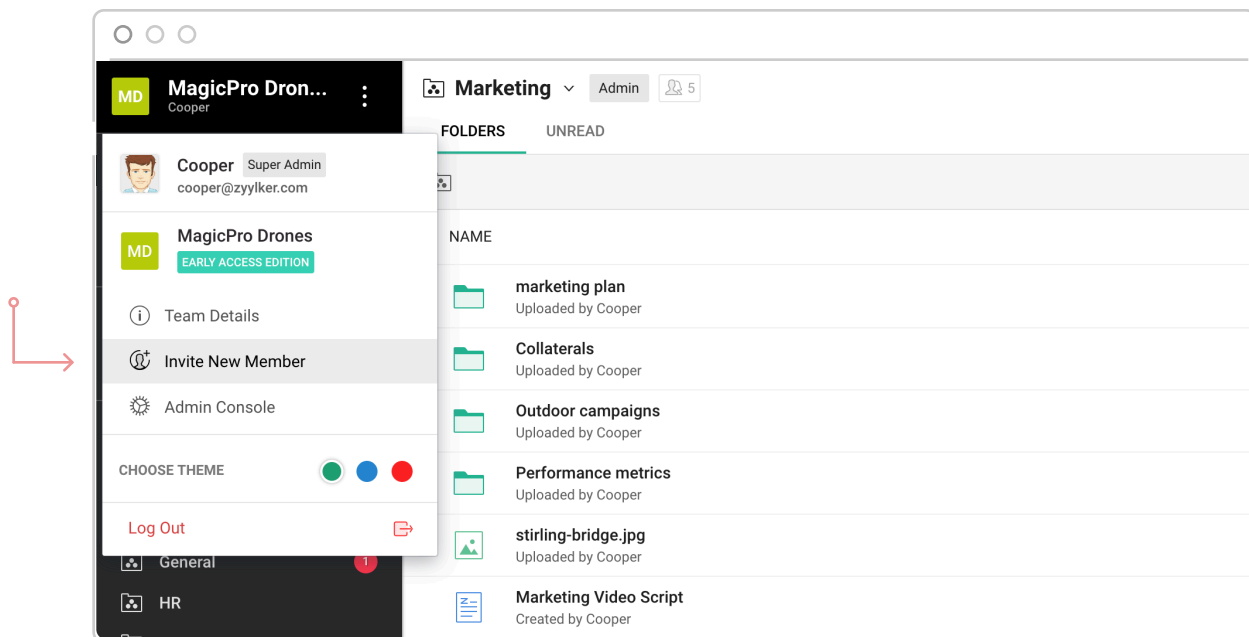 MD
MagicPro Dron...
Cooper
Marketing
Admin
5
FOLDERS
UNREAD
Cooper
Super Admin
cooper@zyylker.com
MD
MagicPro Drones
EARLY ACCESS EDITION
Team Details
Invite New Member
Admin Console
CHOOSE THEME
Log Out
General
1
HR
NAME
marketing plan
Uploaded by Cooper
Collaterals
Uploaded by Cooper
Outdoor campaigns
Uploaded by Cooper
Performance metrics
Uploaded by Cooper
stirling-bridge.jpg
Uploaded by Cooper
Marketing Video Script
Created by Cooper